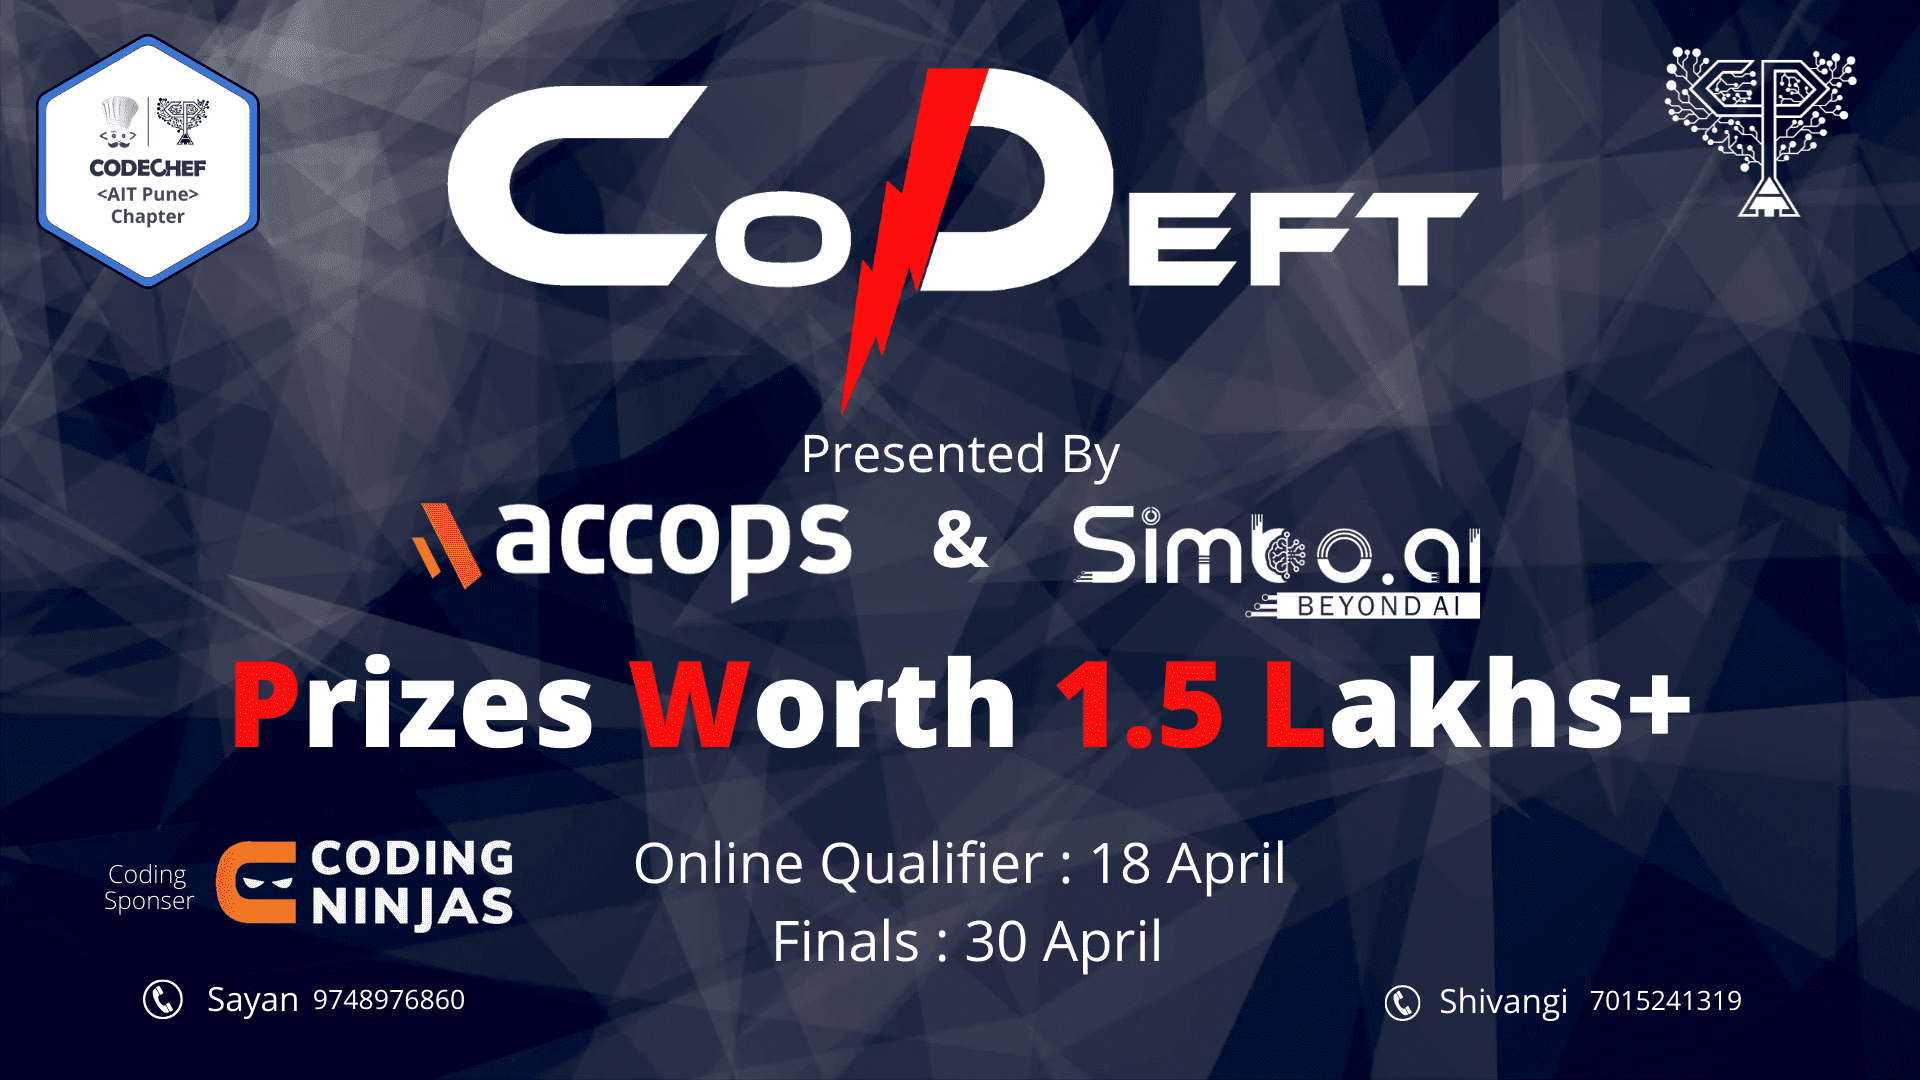 CODECHEF
<AIT Pune>
Chapter
CoDEFT
Presented By
accops & Simbo.ai
BEYOND AI
Prizes Worth 1.5 Lakhs+
Coding
Sponser
CODING
NINJAS
Online Qualifier : 18 April
Finals : 30 April
Sayan 9748976860
Shivangi 7015241319